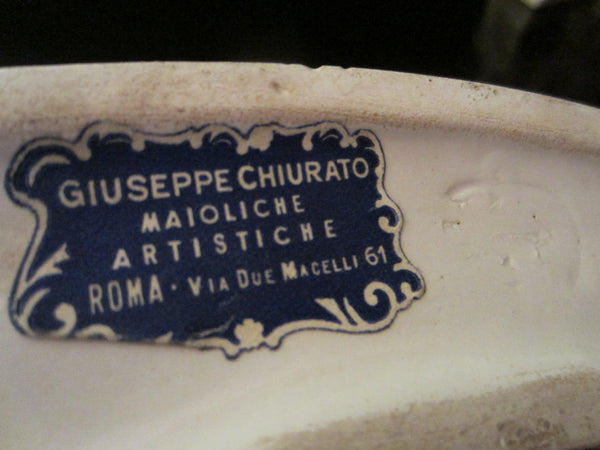 GIUSEPPE CHIURATO
MAIOLICHE
ARTISTICHE
ROMA · VIA DUE MACELLI 61